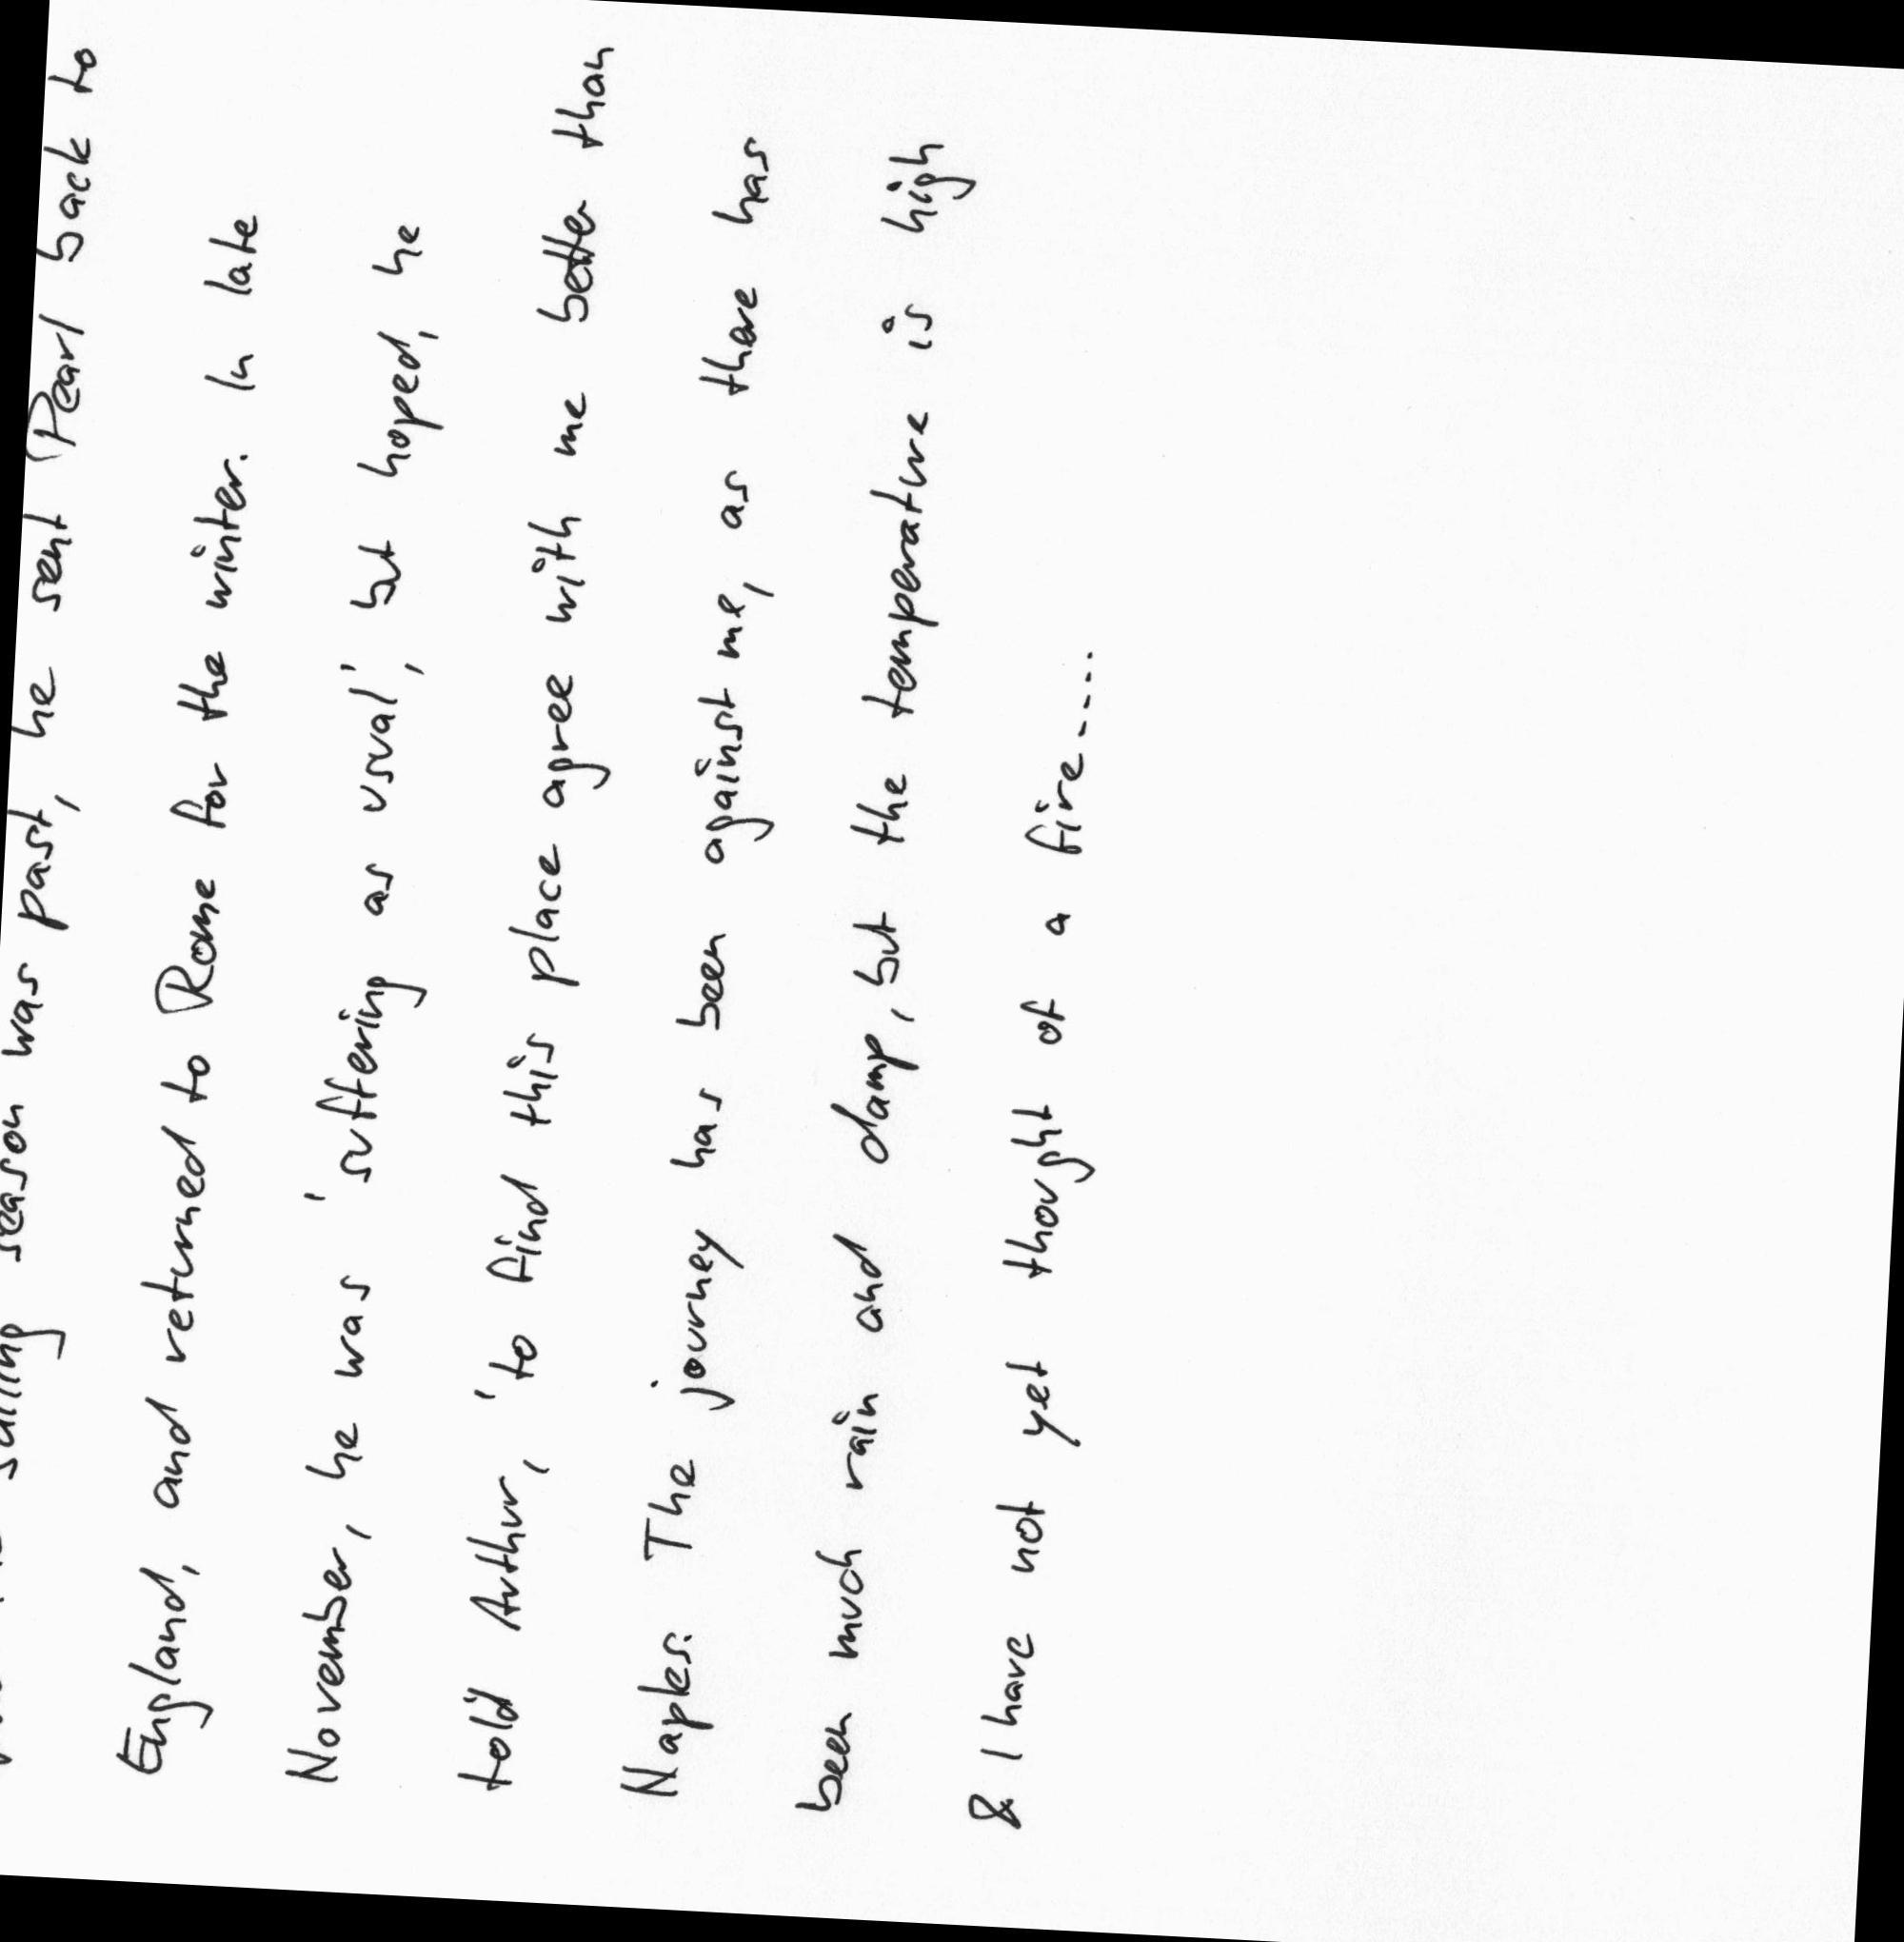 sailing season was past, he sent Pearl back to
England, and returned to Rome for the winter. In late
November, he was 'suffering as usual', but hoped, he
told Arthur, 'to find this place agree with me better than
Naples. The journey has been against me, as there has
been much rain and damp, but the temperature is high
& I have not yet thought of a fire....